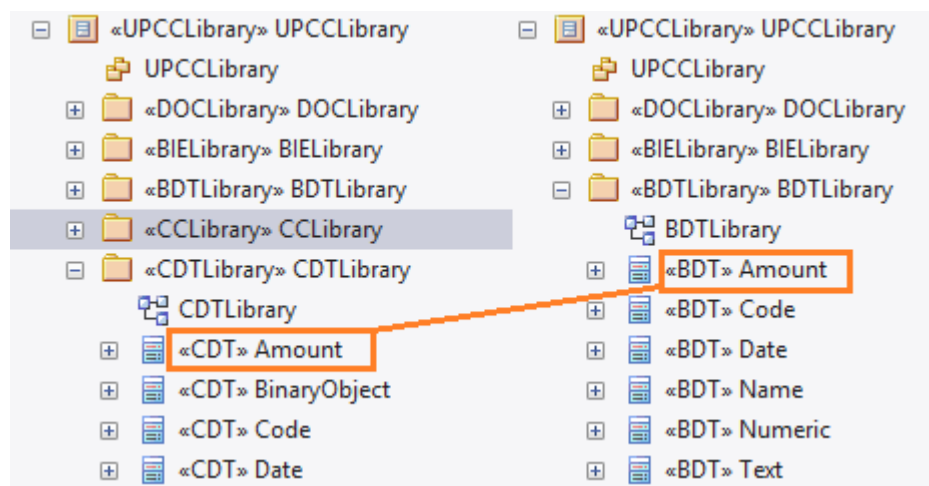 «UPCCLibrary» UPCCLibrary
UPCCLibrary
«DOCLibrary» DOCLibrary
«BIELibrary» BIELibrary
«BDTLibrary» BDTLibrary
«CCLibrary» CCLibrary
«CDTLibrary» CDTLibrary
CDTLibrary
«CDT» Amount
«CDT» BinaryObject
«CDT» Code
«CDT» Date
«UPCCLibrary» UPCCLibrary
UPCCLibrary
«DOCLibrary» DOCLibrary
«BIELibrary» BIELibrary
«BDTLibrary» BDTLibrary
BDTLibrary
«BDT» Amount
«BDT» Code
«BDT» Date
«BDT» Name
«BDT» Numeric
«BDT» Text